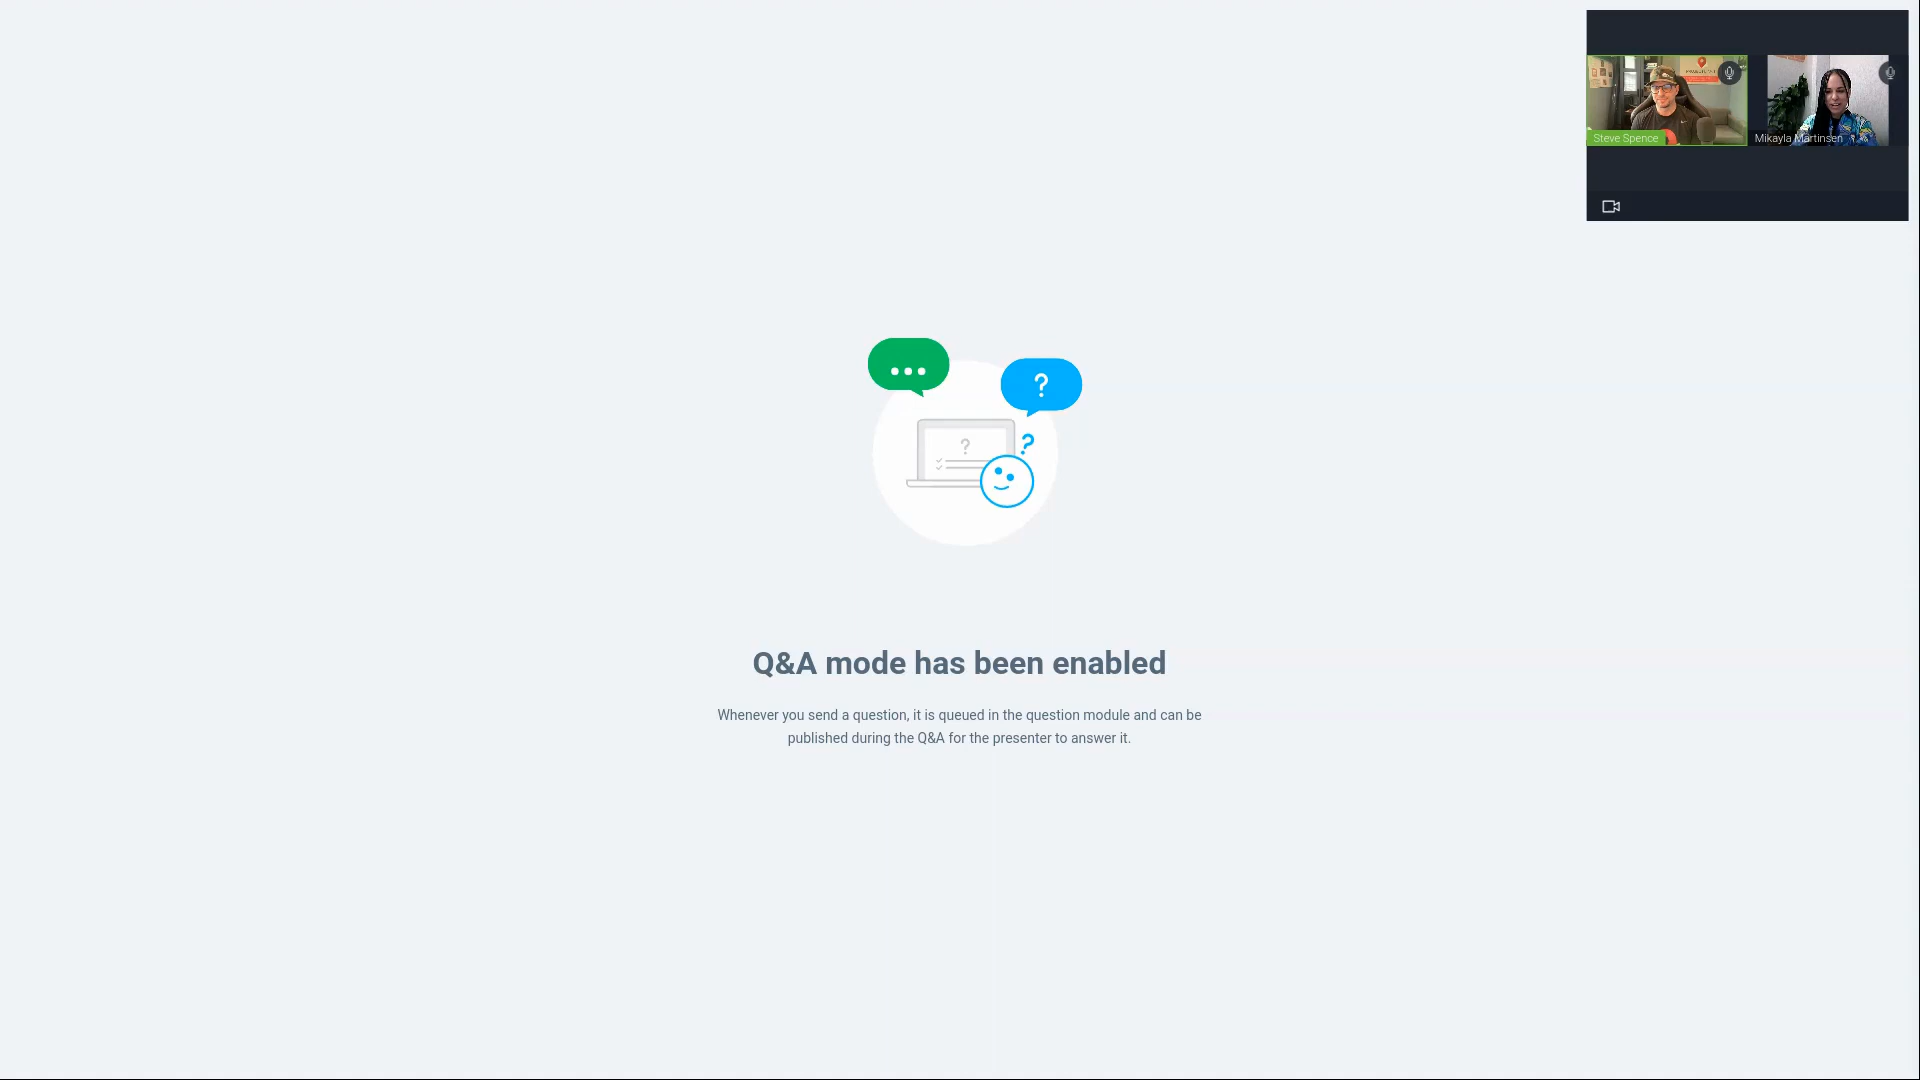 Steve Spence
Mikayla Martinsen
?
?
?
Q&A mode has been enabled
Whenever you send a question, it is queued in the question module and can be
published during the Q&A for the presenter to answer it.